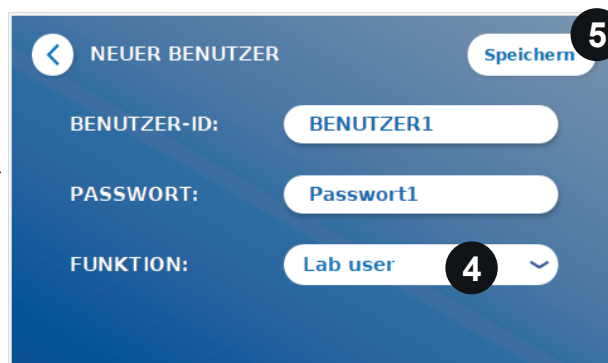 NEUER BENUTZER
Speichern
5
BENUTZER-ID: BENUTZER1
PASSWORT: Passwort1
FUNKTION: Lab user 4